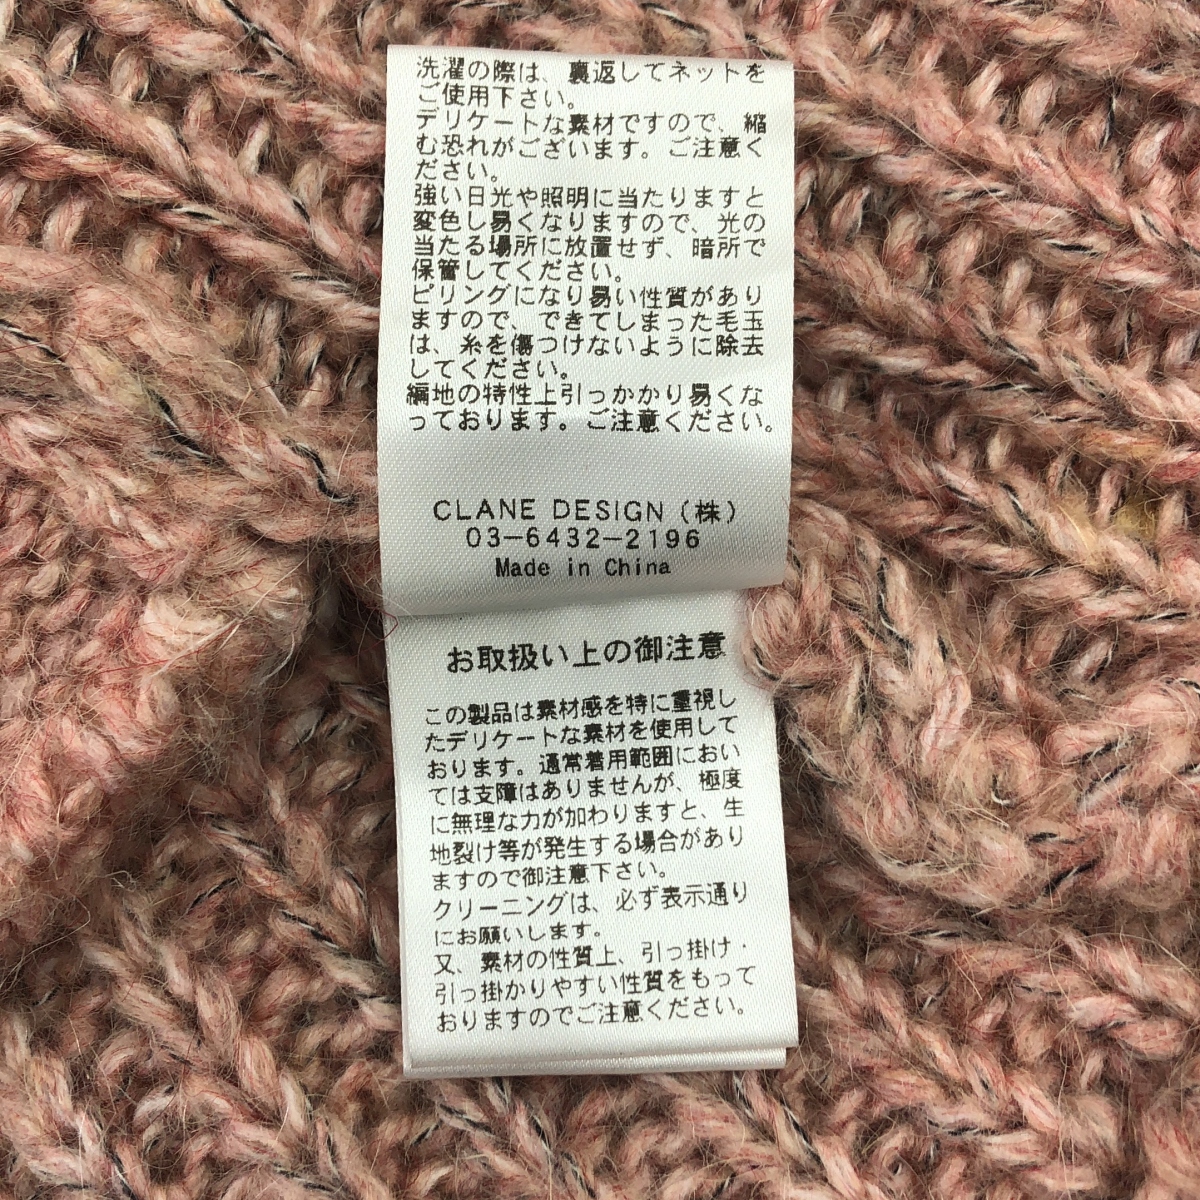 洗濯の際は、裏返してネットを
ご使用下さい。
デリケートな素材ですので、縮
む恐れがございます。ご注意く
ださい。
強い日光や照明に当たりますと
変色し易くなりますので、光の
当たる場所に放置せず、暗所で
保管してください。
ピリングになり易い性質があり
ますので、できてしまった毛玉
は、糸を傷つけないように除去
してください。
編地の特性上引っかかり易くな
っております。ご注意ください。
CLANE DESIGN（株）
03-6432-2196
Made in China
お取扱い上の御注意
この製品は素材感を特に重視し
たデリケートな素材を使用して
おります。通常着用範囲におい
ては支障はありませんが、極度
に無理な力が加わりますと、生
地裂け等が発生する場合があり
ますので御注意下さい。
クリーニングは、必ず表示通り
にお願いします。
又、素材の性質上、引っ掛け・
引っ掛かりやすい性質をもって
おりますのでご注意ください。